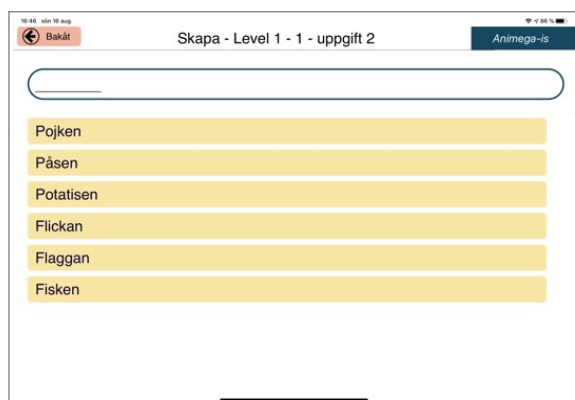 16:46 sön 16 aug.
86 %
Bakåt
Skapa - Level 1 - 1 - uppgift 2
Animega-is
Pojken
Påsen
Potatisen
Flickan
Flaggan
Fisken